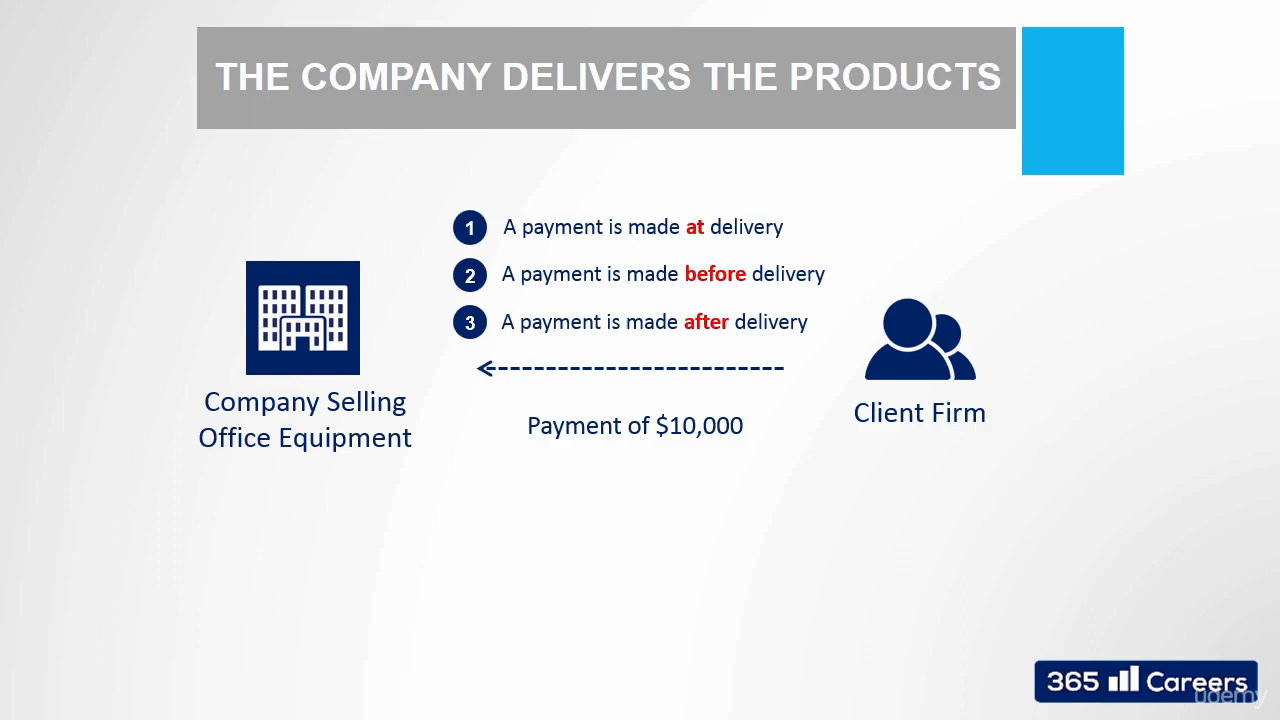 THE COMPANY DELIVERS THE PRODUCTS
1 A payment is made at delivery
2 A payment is made before delivery
3 A payment is made after delivery
Company Selling
Office Equipment
Payment of $10,000
Client Firm
365 Careers
udemy